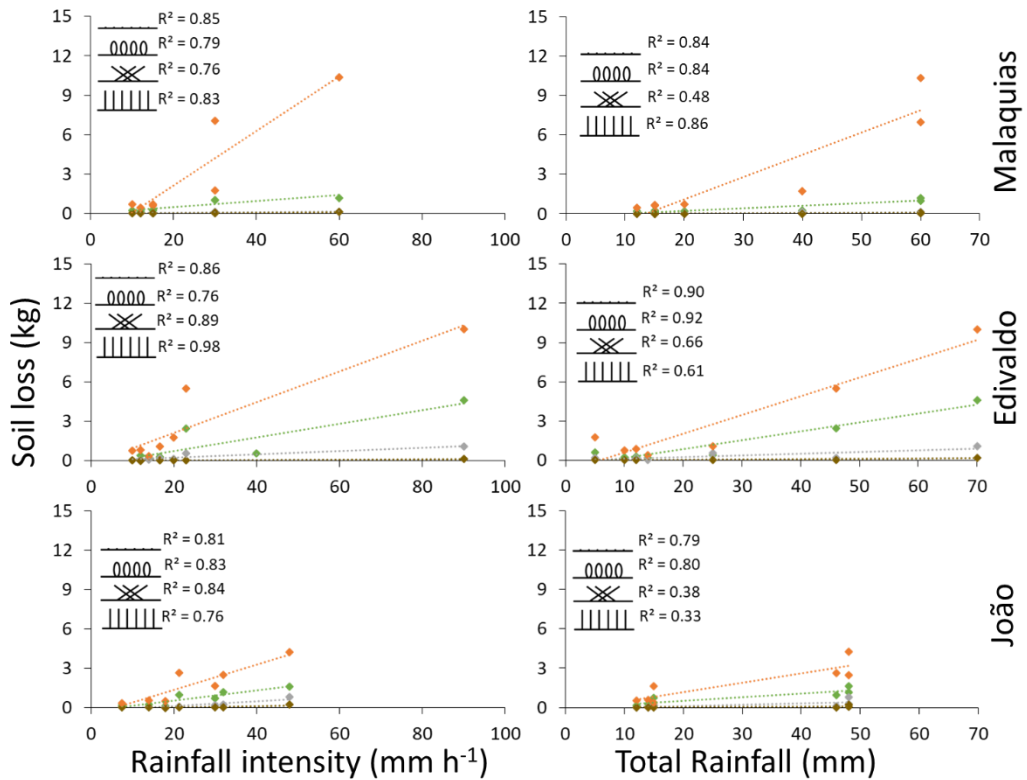 15
12
9
6
3
0
0 20 40 60 80 100
R² = 0.85
R² = 0.79
R² = 0.76
R² = 0.83
15
12
9
6
3
0
0 10 20 30 40 50 60 70
R² = 0.84
R² = 0.84
R² = 0.48
R² = 0.86
Malaquias
Soil loss (kg)
15
12
9
6
3
0
0 20 40 60 80 100
R² = 0.86
R² = 0.76
R² = 0.89
R² = 0.98
15
12
9
6
3
0
0 10 20 30 40 50 60 70
R² = 0.90
R² = 0.92
R² = 0.66
R² = 0.61
Edivaldo
15
12
9
6
3
0
0 20 40 60 80 100
R² = 0.81
R² = 0.83
R² = 0.84
R² = 0.76
15
12
9
6
3
0
0 10 20 30 40 50 60 70
R² = 0.79
R² = 0.80
R² = 0.38
R² = 0.33
João
Rainfall intensity (mm h⁻¹)
Total Rainfall (mm)